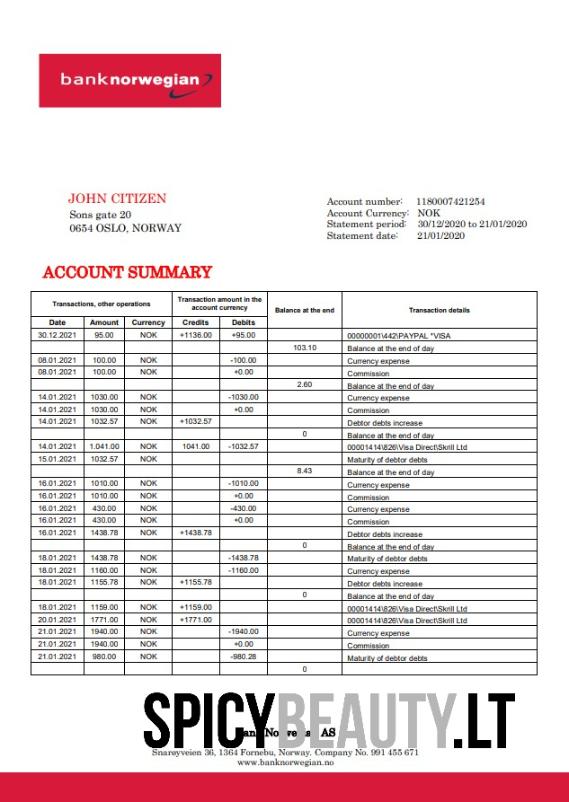 banknorwegian
JOHN CITIZEN
Sons gate 20
0654 OSLO, NORWAY
Account number: 1180007421254
Account Currency: NOK
Statement period: 30/12/2020 to 21/01/2020
Statement date: 21/01/2020
ACCOUNT SUMMARY
Transactions, other operations Transaction amount in the account currency Balance at the end Transaction details
Date Amount Currency Credits Debits
30.12.2021 95.00 NOK +1136.00 +95.00 00000001\442\PAYPAL *VISA
103.10 Balance at the end of day
08.01.2021 100.00 NOK -100.00 Currency expense
08.01.2021 100.00 NOK +0.00 Commission
2.60 Balance at the end of day
14.01.2021 1030.00 NOK -1030.00 Currency expense
14.01.2021 1030.00 NOK +0.00 Commission
14.01.2021 1032.57 NOK +1032.57 Debtor debts increase
0 Balance at the end of day
14.01.2021 1.041.00 NOK 1041.00 -1032.57 00001414\826\Visa Direct\Skrill Ltd
15.01.2021 1032.57 NOK Maturity of debtor debts
8.43 Balance at the end of day
16.01.2021 1010.00 NOK -1010.00 Currency expense
16.01.2021 1010.00 NOK +0.00 Commission
16.01.2021 430.00 NOK -430.00 Currency expense
16.01.2021 430.00 NOK +0.00 Commission
16.01.2021 1438.78 NOK +1438.78 Debtor debts increase
0 Balance at the end of day
18.01.2021 1438.78 NOK -1438.78 Maturity of debtor debts
18.01.2021 1160.00 NOK -1160.00 Currency expense
18.01.2021 1155.78 NOK +1155.78 Debtor debts increase
0 Balance at the end of day
18.01.2021 1159.00 NOK +1159.00 00001414\826\Visa Direct\Skrill Ltd
20.01.2021 1771.00 NOK +1771.00 00001414\826\Visa Direct\Skrill Ltd
21.01.2021 1940.00 NOK -1940.00 Currency expense
21.01.2021 1940.00 NOK +0.00 Commission
21.01.2021 980.00 NOK -980.28 Maturity of debtor debts
0
SPICYBEAUTY.LT
AS
Snarøyveien 36, 1364 Fornebu, Norway. Company No. 991 455 671
www.banknorwegian.no